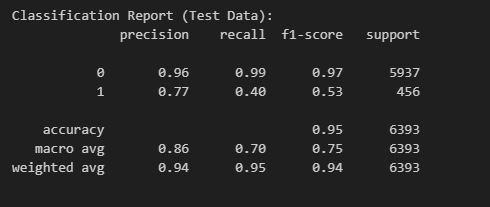 Classification Report (Test Data):
precision recall f1-score support
0 0.96 0.99 0.97 5937
1 0.77 0.40 0.53 456
accuracy 0.95 6393
macro avg 0.86 0.70 0.75 6393
weighted avg 0.94 0.95 0.94 6393